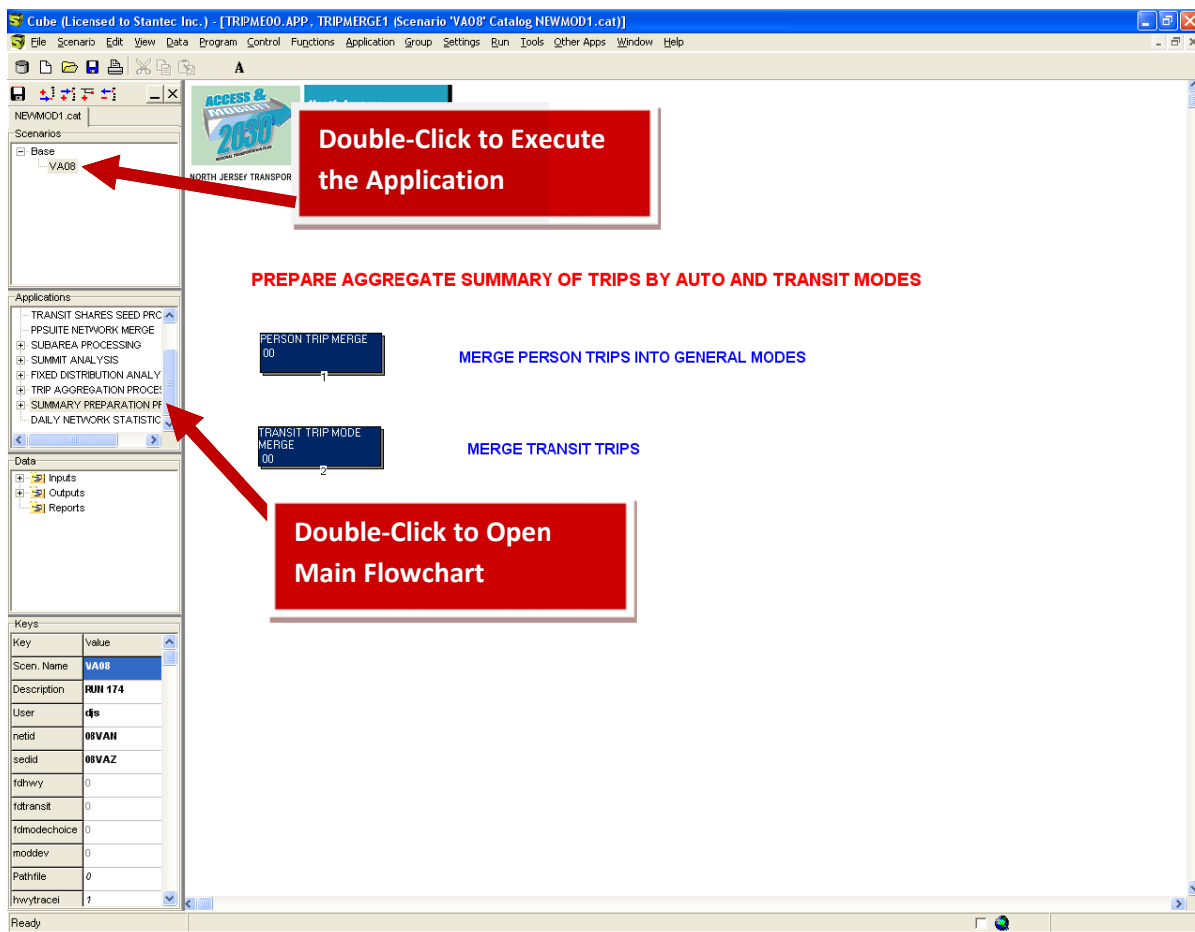 Cube (Licensed to Stantec Inc.) - [TRIPME00.APP, TRIPMERGE1 (Scenario 'VA08' Catalog NEWMOD1.cat)]
File Scenario Edit View Data Program Control Functions Application Group Settings Run Tools Other Apps Window Help
A
NEWMOD1.cat
Scenarios
Base
VA08
ACCESS &
MOBILITY
2030
REGIONAL TRANSPORTATION PLAN
NORTH JERSEY TRANSPOR
Double-Click to Execute
the Application
PREPARE AGGREGATE SUMMARY OF TRIPS BY AUTO AND TRANSIT MODES
Applications
TRANSIT SHARES SEED PRC
PPSUITE NETWORK MERGE
SUBAREA PROCESSING
SUMMIT ANALYSIS
FIXED DISTRIBUTION ANALY
TRIP AGGREGATION PROCES
SUMMARY PREPARATION PF
DAILY NETWORK STATISTIC
PERSON TRIP MERGE
00
1
MERGE PERSON TRIPS INTO GENERAL MODES
TRANSIT TRIP MODE
MERGE
00
2
MERGE TRANSIT TRIPS
Data
Inputs
Outputs
Reports
Double-Click to Open
Main Flowchart
Keys
Key Value
Scen. Name VA08
Description RUN 174
User djs
netid 08VAN
sedid 08VAZ
fdhwy 0
fdtransit 0
fdmodechoice 0
moddev 0
Pathfile 0
hwytracei 1
Ready